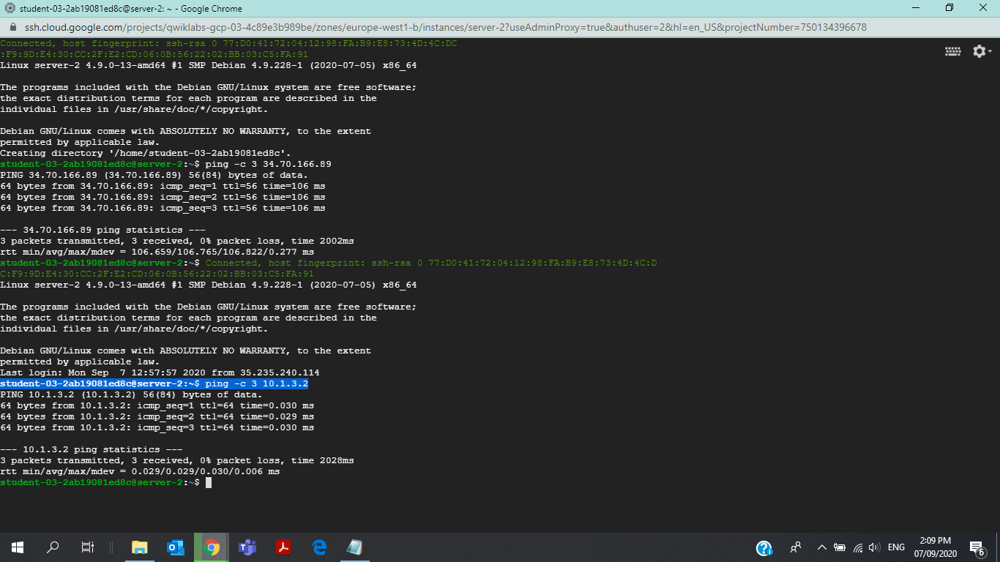 student-03-2ab19081ed8c@server-2: ~ - Google Chrome
ssh.cloud.google.com/projects/qwiklabs-gcp-03-4c89e3b989be/zones/europe-west1-b/instances/server-2?useAdminProxy=true&authuser=2&hl=en_US&projectNumber=750134396678
Connected, host fingerprint: ssh-rsa 0 77:D0:41:72:04:12:98:FA:B9:E8:73:4D:4C:DC
:F9:9D:E4:30:CC:2F:E2:CD:06:0B:56:22:02:BB:03:C5:FA:91
Linux server-2 4.9.0-13-amd64 #1 SMP Debian 4.9.228-1 (2020-07-05) x86_64
The programs included with the Debian GNU/Linux system are free software;
the exact distribution terms for each program are described in the
individual files in /usr/share/doc/*/copyright.
Debian GNU/Linux comes with ABSOLUTELY NO WARRANTY, to the extent
permitted by applicable law.
Creating directory '/home/student-03-2ab19081ed8c'.
student-03-2ab19081ed8c@server-2:~$ ping -c 3 34.70.166.89
PING 34.70.166.89 (34.70.166.89) 56(84) bytes of data.
64 bytes from 34.70.166.89: icmp_seq=1 ttl=56 time=106 ms
64 bytes from 34.70.166.89: icmp_seq=2 ttl=56 time=106 ms
64 bytes from 34.70.166.89: icmp_seq=3 ttl=56 time=106 ms
--- 34.70.166.89 ping statistics ---
3 packets transmitted, 3 received, 0% packet loss, time 2002ms
rtt min/avg/max/mdev = 106.659/106.765/106.822/0.277 ms
student-03-2ab19081ed8c@server-2:~$ Connected, host fingerprint: ssh-rsa 0 77:D0:41:72:04:12:98:FA:B9:E8:73:4D:4C:D
C:F9:9D:E4:30:CC:2F:E2:CD:06:0B:56:22:02:BB:03:C5:FA:91
Linux server-2 4.9.0-13-amd64 #1 SMP Debian 4.9.228-1 (2020-07-05) x86_64
The programs included with the Debian GNU/Linux system are free software;
the exact distribution terms for each program are described in the
individual files in /usr/share/doc/*/copyright.
Debian GNU/Linux comes with ABSOLUTELY NO WARRANTY, to the extent
permitted by applicable law.
Last login: Mon Sep  7 12:57:57 2020 from 35.235.240.114
student-03-2ab19081ed8c@server-2:~$ ping -c 3 10.1.3.2
PING 10.1.3.2 (10.1.3.2) 56(84) bytes of data.
64 bytes from 10.1.3.2: icmp_seq=1 ttl=64 time=0.030 ms
64 bytes from 10.1.3.2: icmp_seq=2 ttl=64 time=0.029 ms
64 bytes from 10.1.3.2: icmp_seq=3 ttl=64 time=0.030 ms
--- 10.1.3.2 ping statistics ---
3 packets transmitted, 3 received, 0% packet loss, time 2028ms
rtt min/avg/max/mdev = 0.029/0.029/0.030/0.006 ms
student-03-2ab19081ed8c@server-2:~$
ENG
2:09 PM
07/09/2020
6